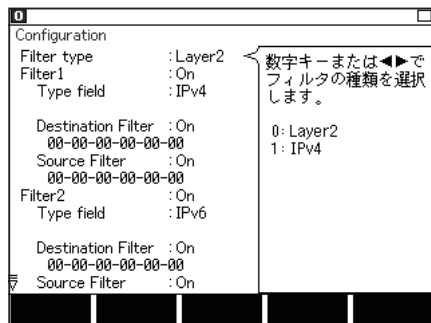 0
Configuration
Filter type :Layer2
Filter1 :On
Type field :IPv4
Destination Filter :On
00-00-00-00-00-00
Source Filter :On
00-00-00-00-00-00
Filter2 :On
Type field :IPv6
Destination Filter :On
00-00-00-00-00-00
Source Filter :On
数字キーまたは◀▶で
フィルタの種類を選択
します。
0:Layer2
1:IPv4